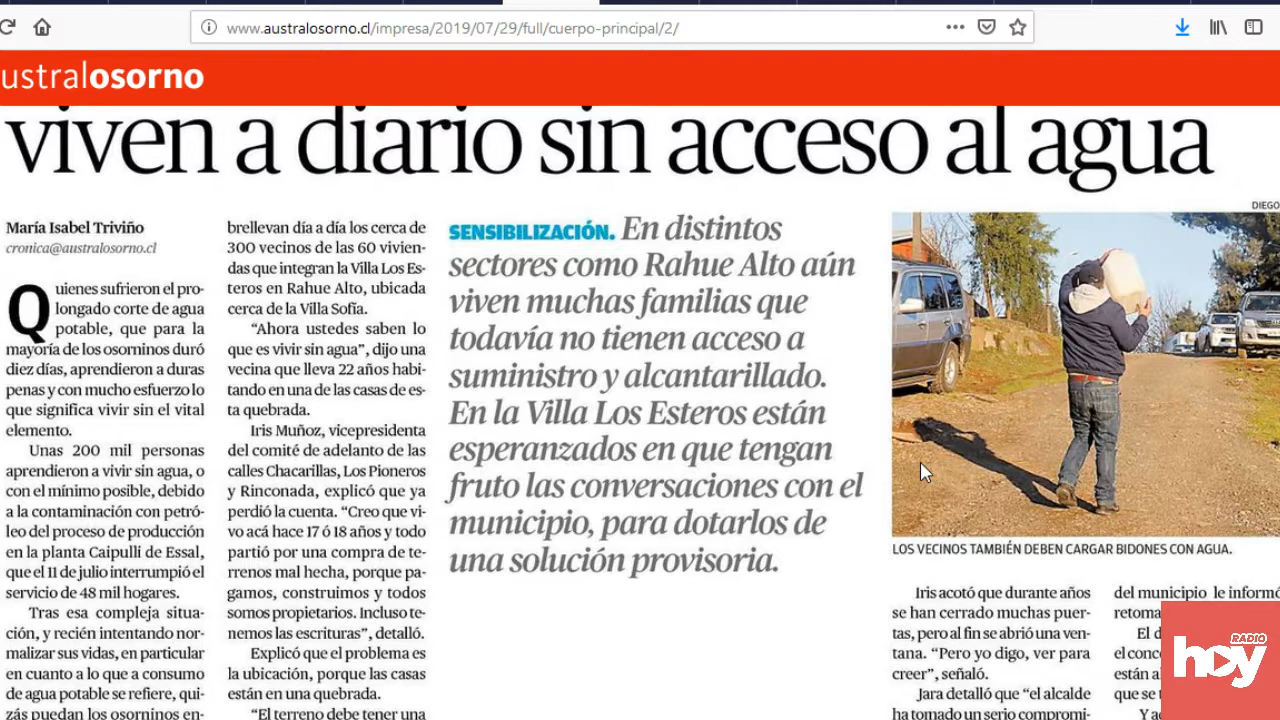 www.australosorno.cl/impresa/2019/07/29/full/cuerpo-principal/2/
ustralosorno
viven a diario sin acceso al agua
María Isabel Triviño
cronica@australosorno.cl
Quienes sufrieron el pro-
longado corte de agua
potable, que para la
mayoría de los osorninos duró
diez días, aprendieron a duras
penas y con mucho esfuerzo lo
que significa vivir sin el vital
elemento.
Unas 200 mil personas
aprendieron a vivir sin agua, o
con el mínimo posible, debido
a la contaminación con petró-
leo del proceso de producción
en la planta Caipulli de Essal,
que el 11 de julio interrumpió el
servicio de 48 mil hogares.
Tras esa compleja situa-
ción, y recién intentando nor-
malizar sus vidas, en particular
en cuanto a lo que a consumo
de agua potable se refiere, qui-
zás puedan los osorninos en-
brellevan día a día los cerca de
300 vecinos de las 60 vivien-
das que integran la Villa Los Es-
teros en Rahue Alto, ubicada
cerca de la Villa Sofía.
“Ahora ustedes saben lo
que es vivir sin agua”, dijo una
vecina que lleva 22 años habi-
tando en una de las casas de es-
ta quebrada.
Iris Muñoz, vicepresidenta
del comité de adelanto de las
calles Chacarillas, Los Pioneros
y Rinconada, explicó que ya
perdió la cuenta. “Creo que vi-
vo acá hace 17 ó 18 años y todo
partió por una compra de te-
rrenos mal hecha, porque pa-
gamos, construimos y todos
somos propietarios. Incluso te-
nemos las escrituras”, detalló.
Explicó que el problema es
la ubicación, porque las casas
están en una quebrada.
“El terreno debe tener una
SENSIBILIZACIÓN. En distintos
sectores como Rahue Alto aún
viven muchas familias que
todavía no tienen acceso a
suministro y alcantarillado.
En la Villa Los Esteros están
esperanzados en que tengan
fruto las conversaciones con el
municipio, para dotarlos de
una solución provisoria.
DIEGO
LOS VECINOS TAMBIÉN DEBEN CARGAR BIDONES CON AGUA.
Iris acotó que durante años
se han cerrado muchas puer-
tas, pero al fin se abrió una ven-
tana. “Pero yo digo, ver para
creer”, señaló.
Jara detalló que “el alcalde
ha tomado un serio compromi-
del municipio le informó
retoma
El d
el conce
están a
que se t
Y a
RADIO
hoy